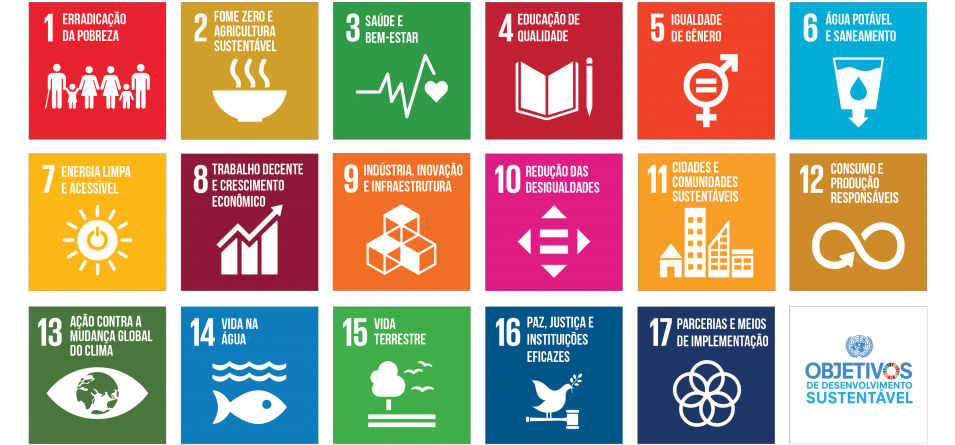 1 ERRADICAÇÃO
DA POBREZA
2 FOME ZERO E
AGRICULTURA
SUSTENTÁVEL
3 SAÚDE E
BEM-ESTAR
4 EDUCAÇÃO DE
QUALIDADE
5 IGUALDADE
DE GÊNERO
6 ÁGUA POTÁVEL
E SANEAMENTO
7 ENERGIA LIMPA
E ACESSÍVEL
8 TRABALHO DECENTE
E CRESCIMENTO
ECONÔMICO
9 INDÚSTRIA, INOVAÇÃO
E INFRAESTRUTURA
10 REDUÇÃO DAS
DESIGUALDADES
11 CIDADES E
COMUNIDADES
SUSTENTÁVEIS
12 CONSUMO E
PRODUÇÃO
RESPONSÁVEIS
13 AÇÃO CONTRA A
MUDANÇA GLOBAL
DO CLIMA
14 VIDA NA
ÁGUA
15 VIDA
TERRESTRE
16 PAZ, JUSTIÇA E
INSTITUIÇÕES
EFICAZES
17 PARCERIAS E MEIOS
DE IMPLEMENTAÇÃO
OBJETIVOS
DE DESENVOLVIMENTO
SUSTENTÁVEL